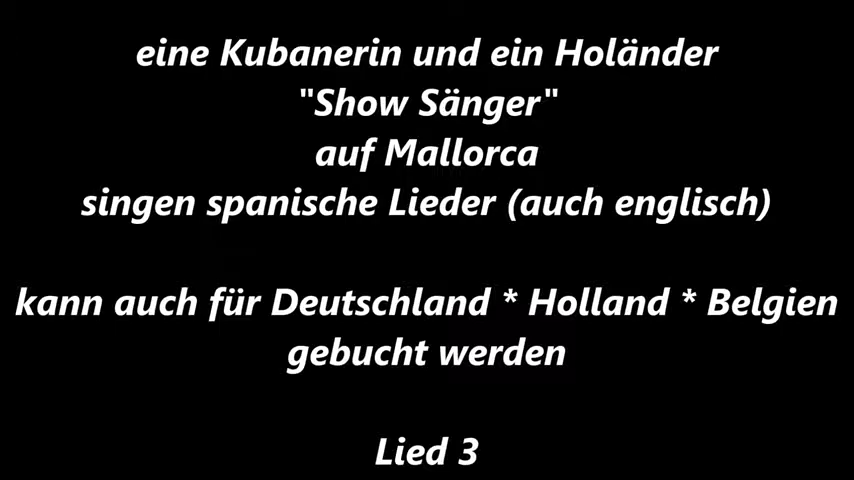 eine Kubanerin und ein Holänder
"Show Sänger"
auf Mallorca
singen spanische Lieder (auch englisch)
kann auch für Deutschland * Holland * Belgien
gebucht werden
Lied 3